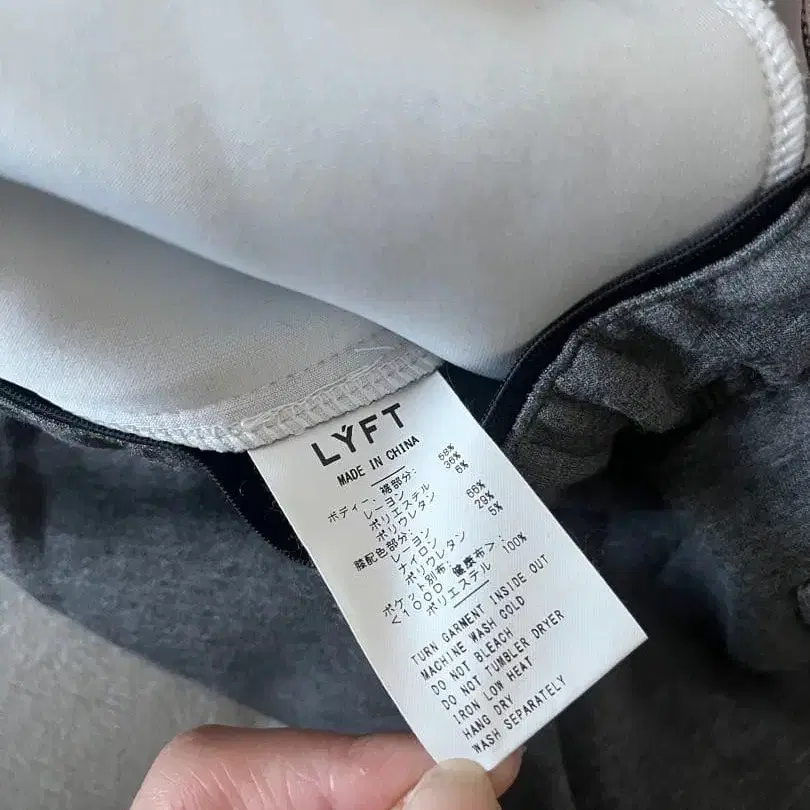 LYFT
MADE IN CHINA
ボディー、裾部分:
レーヨン 58%
ポリエステル 36%
ポリウレタン 6%
膝配色部分:
レーヨン 66%
ナイロン 29%
ポリウレタン 5%
ポケット別布
<100D 健康布>:
ポリエステル 100%
TURN GARMENT INSIDE OUT
MACHINE WASH COLD
DO NOT BLEACH
DO NOT TUMBLER DRYER
IRON LOW HEAT
HANG DRY
WASH SEPARATELY